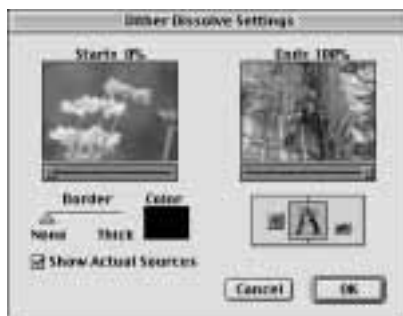 Dither Dissolve Settings
Start: 0%
End: 100%
Border Color
None Thick
Show Actual Sources
Cancel OK